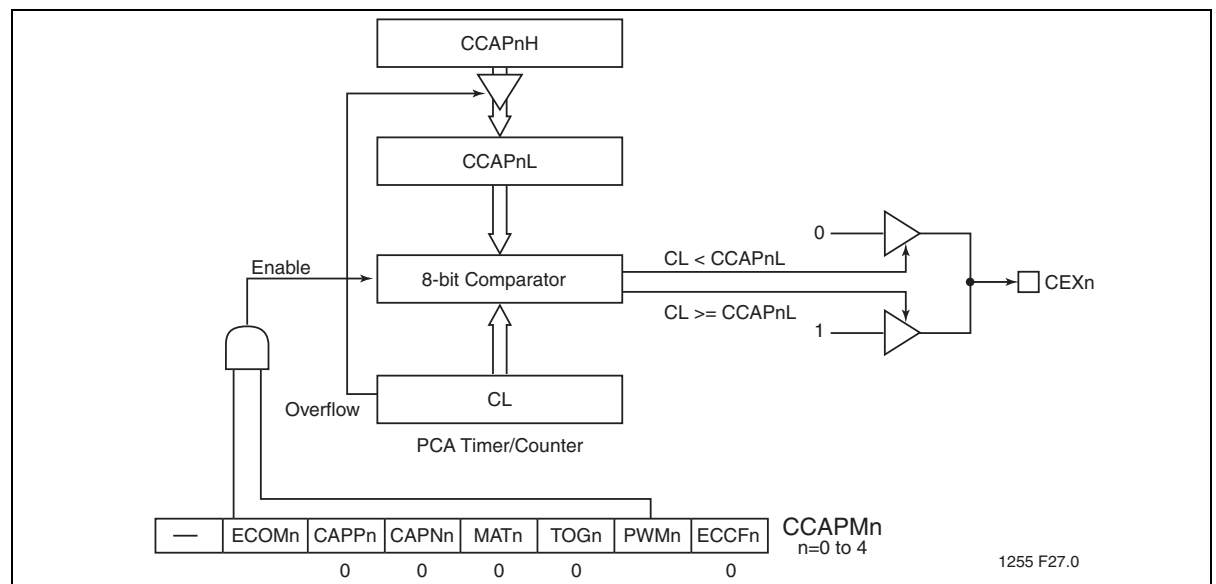 CCAPnH
CCAPnL
0
CL < CCAPnL
Enable
8-bit Comparator
CEXn
CL >= CCAPnL
1
Overflow
CL
PCA Timer/Counter
— ECOMn CAPPn CAPNn MATn TOGn PWMn ECCFn CCAPMn
n=0 to 4
0 0 0 0 0
1255 F27.0